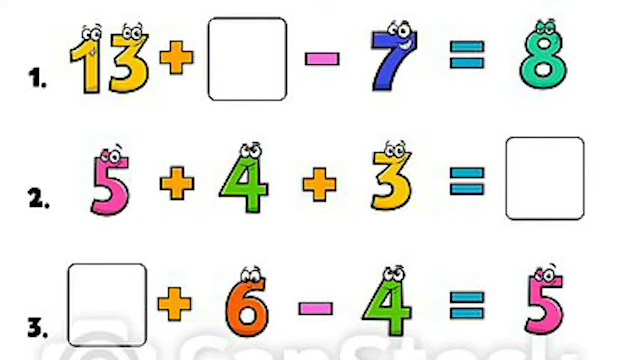 1. 13 + - 7 = 8
2. 5 + 4 + 3 =
3. + 6 - 4 = 5